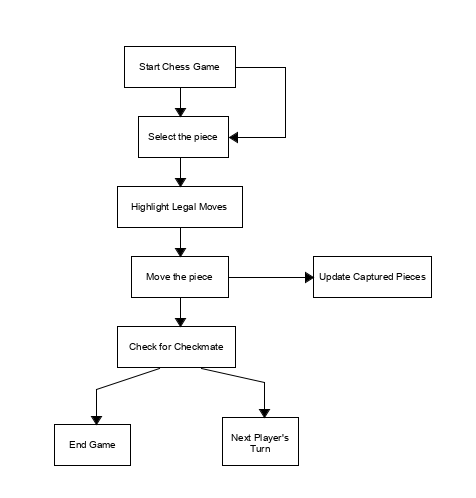 Start Chess Game
Select the piece
Highlight Legal Moves
Move the piece
Update Captured Pieces
Check for Checkmate
End Game
Next Player's
Turn